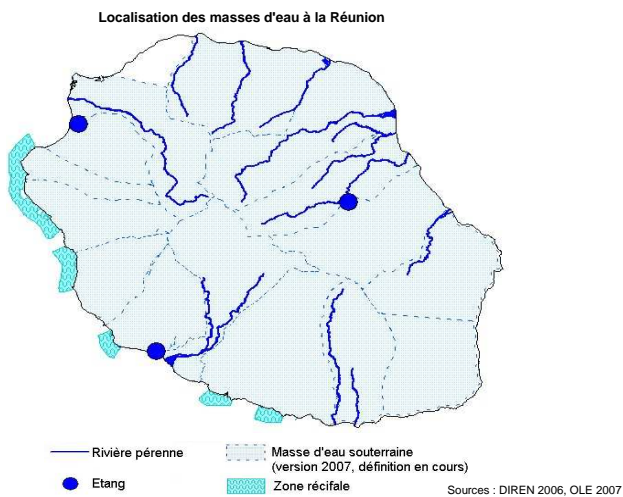 Localisation des masses d'eau à la Réunion
Rivière pérenne
Masse d'eau souterraine
(version 2007, définition en cours)
Etang
Zone récifale
Sources : DIREN 2006, OLE 2007